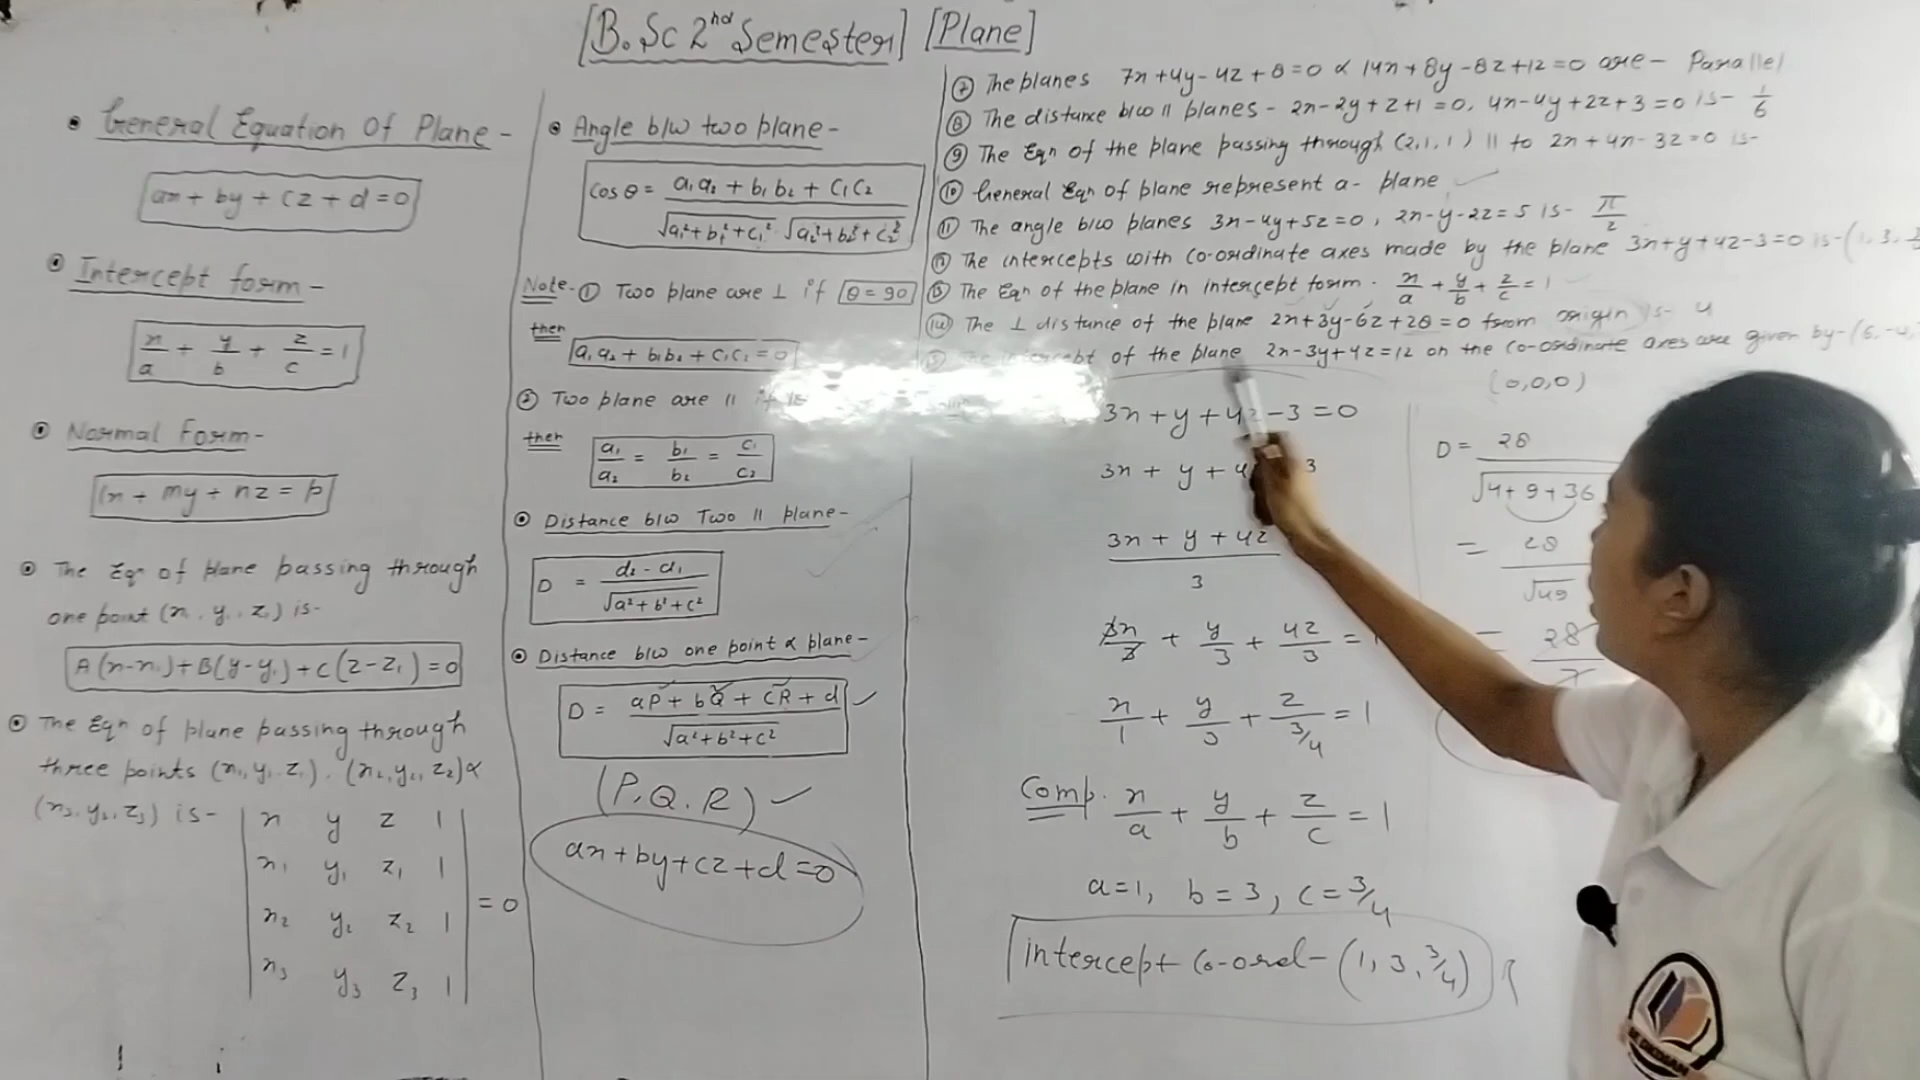 [B.Sc 2nd Semester] [Plane]
• General Equation Of Plane -
ax + by + cz + d = 0
• Intercept form -
x/a + y/b + z/c = 1
• Normal Form -
lx + my + nz = p
• The Eqn of plane passing through
one point (x, y, z,) is -
A(x-x1) + B(y-y1) + C(z-z1) = 0
• The Eqn of plane passing through
three points (x1, y1, z1), (x2, y2, z2) &
(x3, y3, z3) is -
x y z 1
x1 y1 z1 1
x2 y2 z2 1 = 0
x3 y3 z3 1
• Angle b/w two plane -
cos θ = a1a2 + b1b2 + c1c2 / √a1²+b1²+c1² √a2²+b2²+c2²
Note - ① Two plane are ⊥ if θ = 90
then
a1a2 + b1b2 + c1c2 = 0
② Two plane are || if
then a1/a2 = b1/b2 = c1/c2
• Distance b/w Two || plane -
D = d2 - d1 / √a²+b²+c²
• Distance b/w one point & plane -
D = aP + bQ + cR + d / √a²+b²+c²
(P, Q, R) ✓
ax + by + cz + d = 0
⑦ The planes 7x + 4y - 4z + 8 = 0 & 14x + 8y - 8z + 12 = 0 are - Parallel
⑧ The distance b/w || planes - 2x - 2y + z + 1 = 0, 4x - 4y + 2z + 3 = 0 is - 1/6
⑨ The Eqn of the plane passing through (2,1,1) || to 2x + 4x - 3z = 0 is -
⑩ General Eqn of plane represent a - plane
⑪ The angle b/w planes 3x - 4y + 5z = 0, 2x - y - 2z = 5 is - π/2
The intercepts with co-ordinate axes made by the plane 3x + y + 4z - 3 = 0 is - (1, 3,
The Eqn of the plane in intercept form - x/a + y/b + z/c = 1
⑭ The ⊥ distance of the plane 2x + 3y - 6z + 28 = 0 from origin is - 4
intercept of the plane 2x - 3y + 4z = 12 on the co-ordinate axes are given by - (6, -4,
3x + y + 4z - 3 = 0
3x + y + 4 3
3x + y + 4z / 3
3x/3 + y/3 + 4z/3 = 1
x/1 + y/3 + z/3/4 = 1
Comp. x/a + y/b + z/c = 1
a = 1, b = 3, c = 3/4
intercept co-ord - (1, 3, 3/4)
(0,0,0)
D = 28 / √4 + 9 + 36
= 28 / √49
= 28 / 7